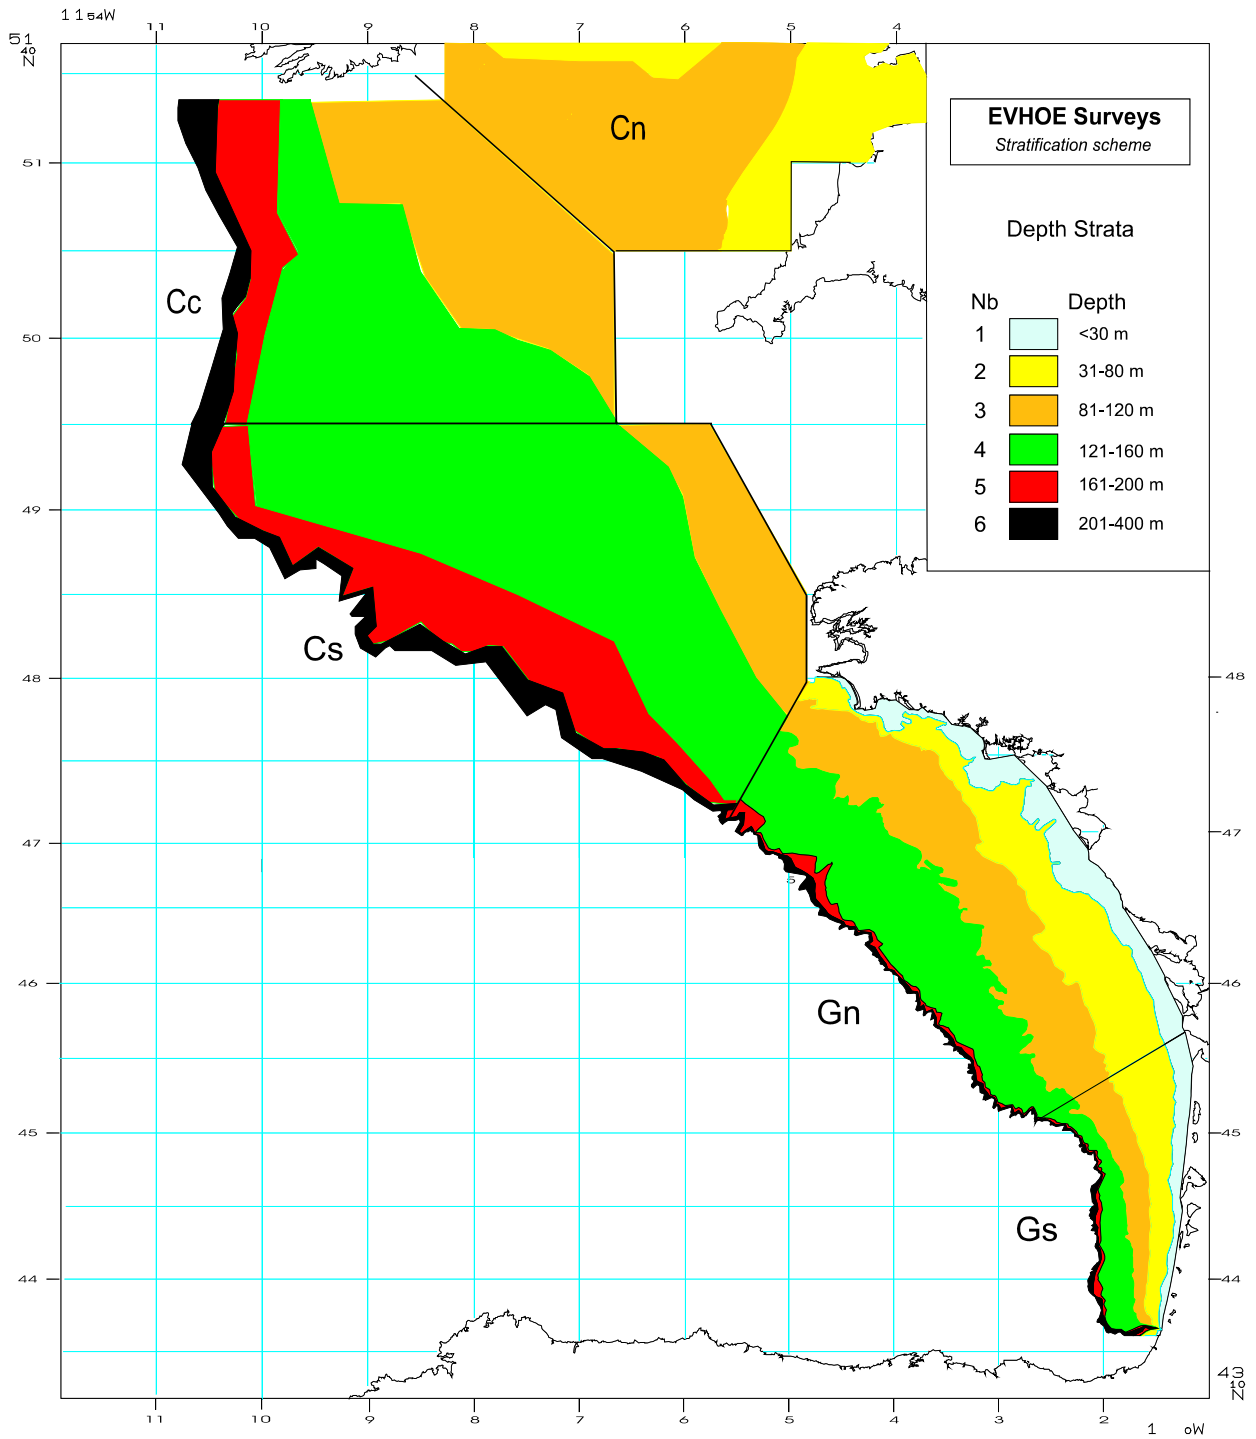 11 54W
11 10 9 8 7 6 5 4
51 40 N
EVHOE Surveys
Stratification scheme
Cn
51
Depth Strata
Cc
Nb Depth
1 <30 m
50
2 31-80 m
3 81-120 m
4 121-160 m
5 161-200 m
49
6 201-400 m
Cs
48 48
47 47
5
46 46
Gn
45 45
Gs
44 44
43 10 N
11 10 9 8 7 6 5 4 3 2
1 oW